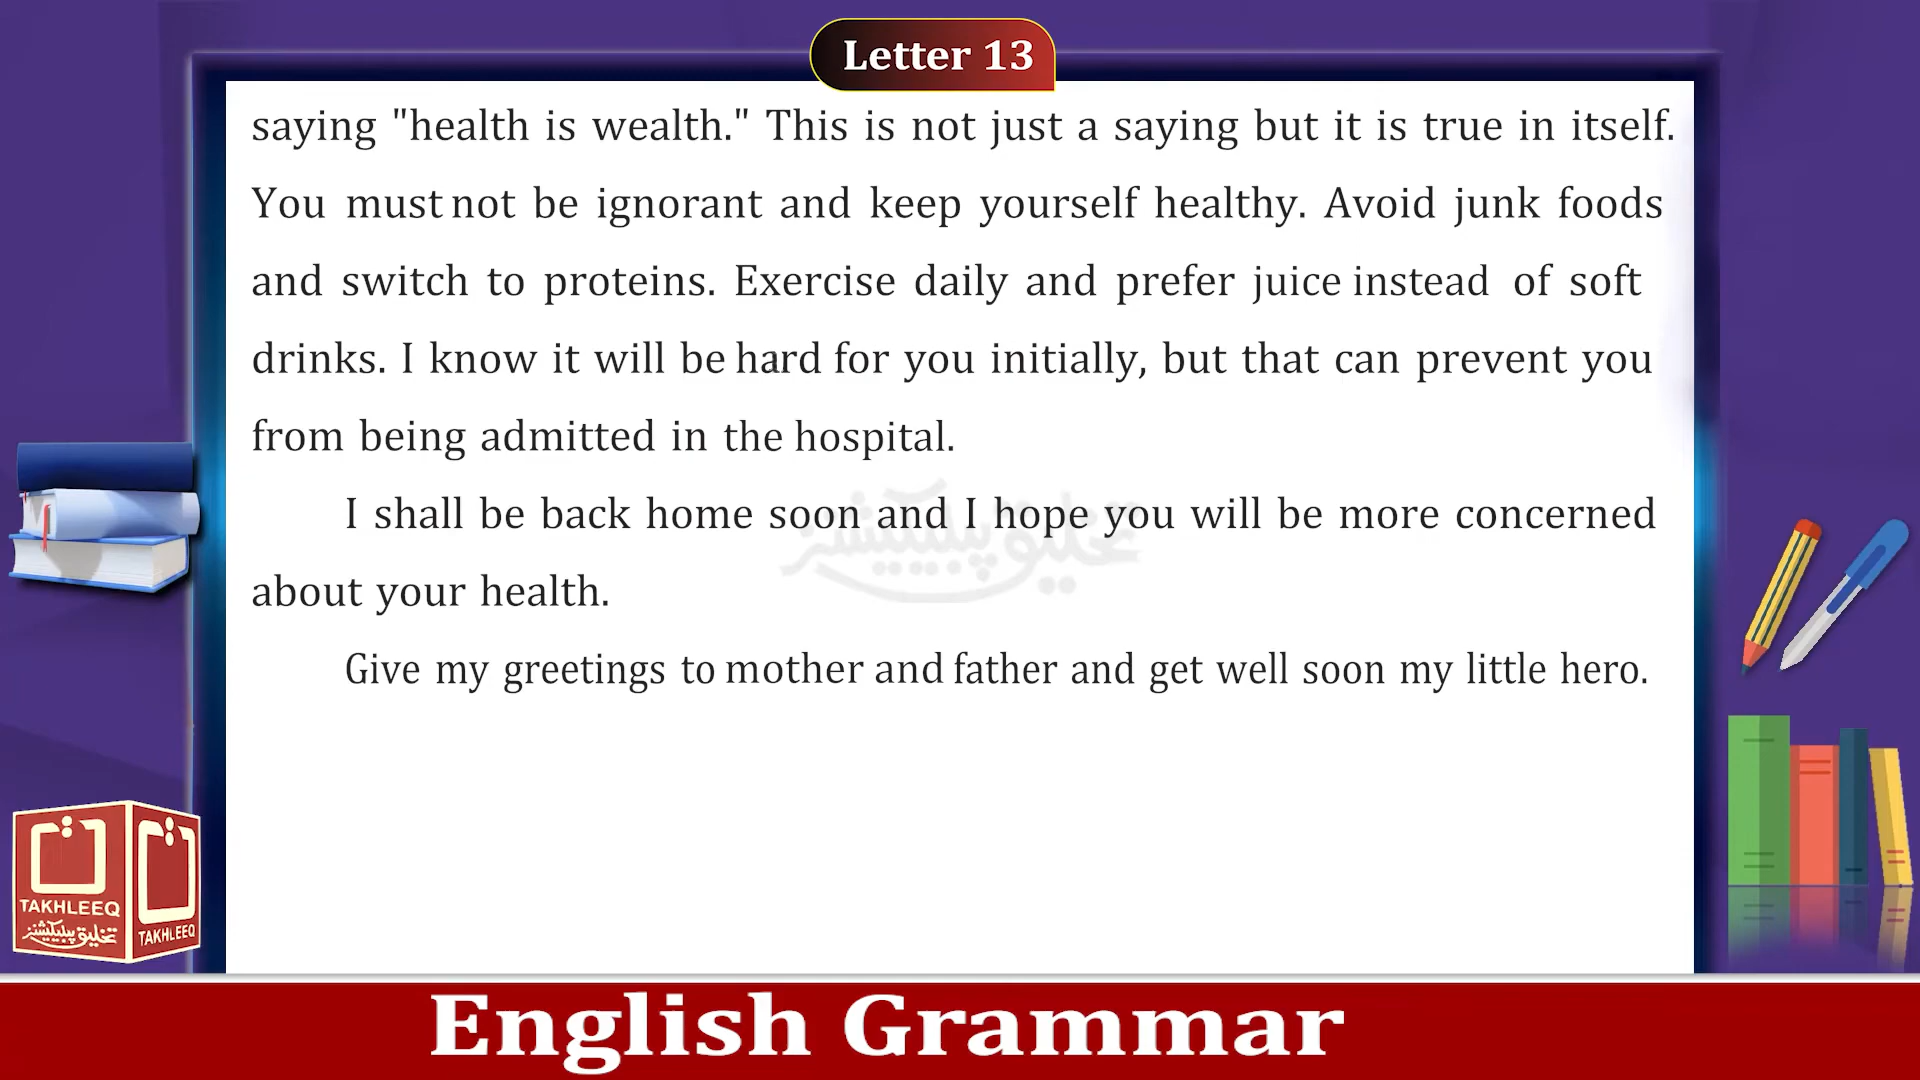 Letter 13
saying "health is wealth." This is not just a saying but it is true in itself.
You must not be ignorant and keep yourself healthy. Avoid junk foods
and switch to proteins. Exercise daily and prefer juice instead of soft
drinks. I know it will be hard for you initially, but that can prevent you
from being admitted in the hospital.
I shall be back home soon and I hope you will be more concerned
about your health.
تخلیق پبلیکیشنز
Give my greetings to mother and father and get well soon my little hero.
TAKHLEEQ
تخلیق پبلیکیشنز
TAKHLEEQ
English Grammar